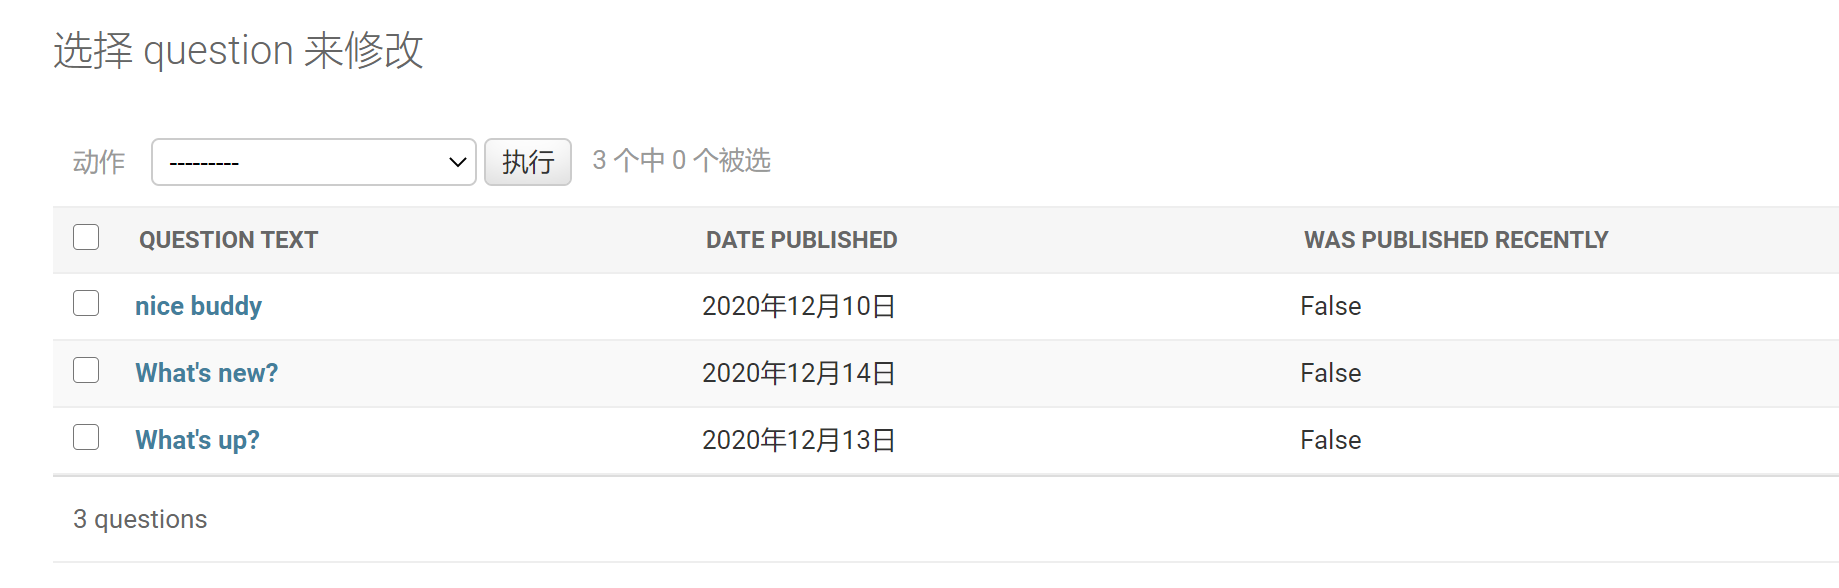 选择 question 来修改
动作 --------- 执行 3 个中 0 个被选
QUESTION TEXT DATE PUBLISHED WAS PUBLISHED RECENTLY
nice buddy 2020年12月10日 False
What's new? 2020年12月14日 False
What's up? 2020年12月13日 False
3 questions